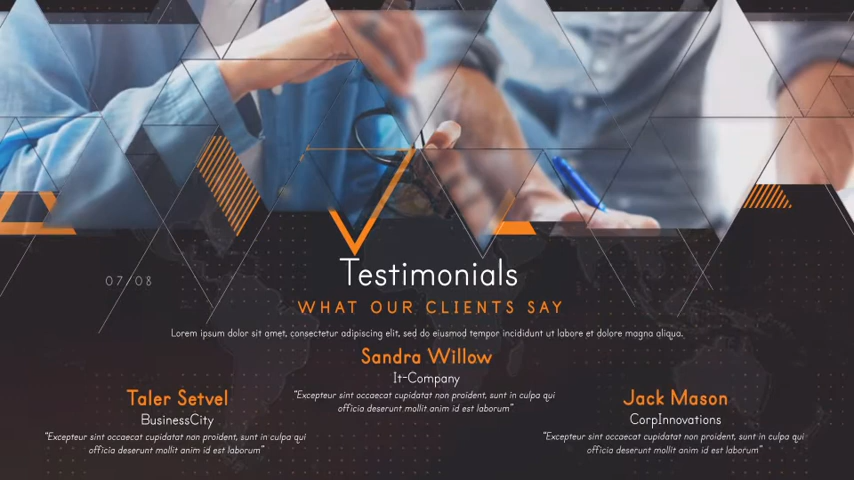 07/08
Testimonials
WHAT OUR CLIENTS SAY
Lorem ipsum dolor sit amet, consectetur adipiscing elit, sed do eiusmod tempor incididunt ut labore et dolore magna aliqua.
Sandra Willow
It-Company
"Excepteur sint occaecat cupidatat non proident, sunt in culpa qui
officia deserunt mollit anim id est laborum"
Taler Setvel
BusinessCity
"Excepteur sint occaecat cupidatat non proident, sunt in culpa qui
officia deserunt mollit anim id est laborum"
Jack Mason
CorpInnovations
"Excepteur sint occaecat cupidatat non proident, sunt in culpa qui
officia deserunt mollit anim id est laborum"